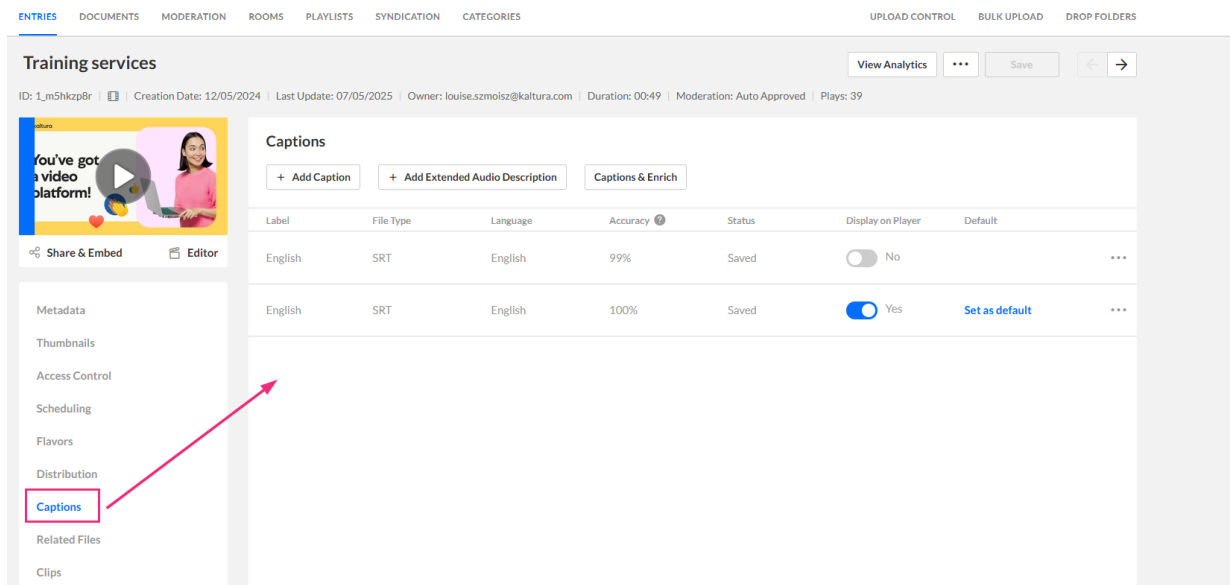 ENTRIES DOCUMENTS MODERATION ROOMS PLAYLISTS SYNDICATION CATEGORIES UPLOAD CONTROL BULK UPLOAD DROP FOLDERS
Training services
View Analytics
Save
ID: 1_m5hkzp8r Creation Date: 12/05/2024 Last Update: 07/05/2025 Owner: louise.szmoisz@kaltura.com Duration: 00:49 Moderation: Auto Approved Plays: 39
kaltura
You've got
a video
platform!
Share & Embed Editor
Metadata
Thumbnails
Access Control
Scheduling
Flavors
Distribution
Captions
Related Files
Clips
Captions
+ Add Caption + Add Extended Audio Description Captions & Enrich
Label File Type Language Accuracy ? Status Display on Player Default
English SRT English 99% Saved No
English SRT English 100% Saved Yes Set as default